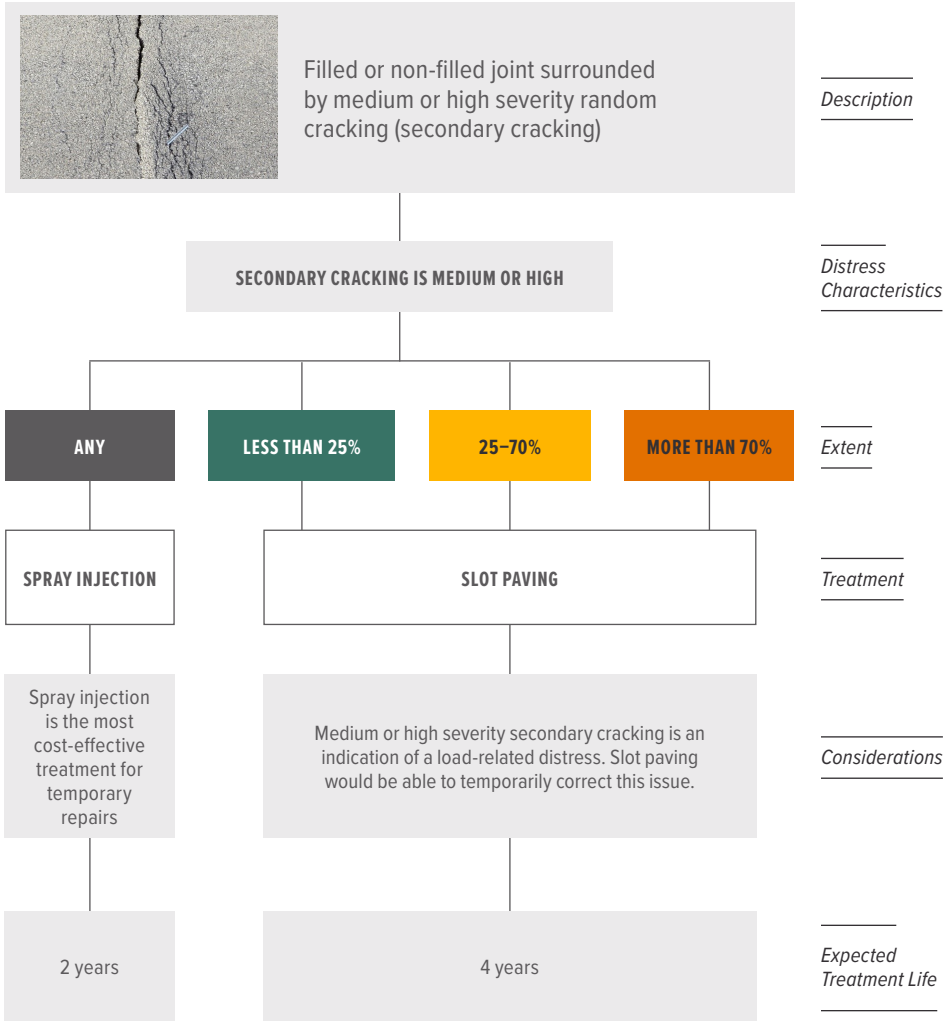 Filled or non-filled joint surrounded
by medium or high severity random
cracking (secondary cracking)
Description
SECONDARY CRACKING IS MEDIUM OR HIGH
Distress
Characteristics
ANY
LESS THAN 25%
25–70%
MORE THAN 70%
Extent
SPRAY INJECTION
SLOT PAVING
Treatment
Spray injection
is the most
cost-effective
treatment for
temporary
repairs
Medium or high severity secondary cracking is an
indication of a load-related distress. Slot paving
would be able to temporarily correct this issue.
Considerations
2 years
4 years
Expected
Treatment Life